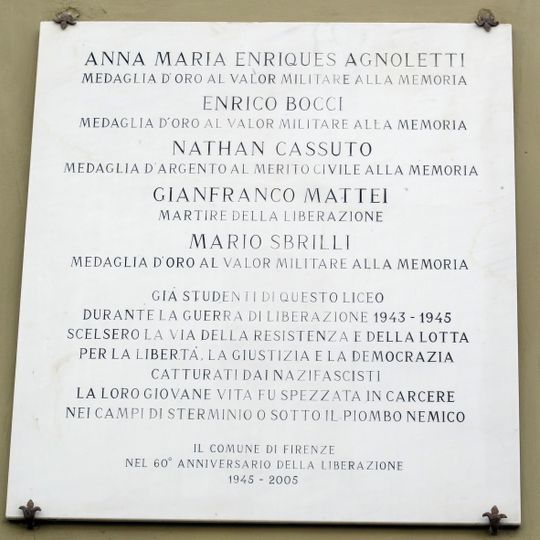 ANNA MARIA ENRIQUES AGNOLETTI
MEDAGLIA D'ORO AL VALOR MILITARE ALLA MEMORIA
ENRICO BOCCI
MEDAGLIA D'ORO AL VALOR MILITARE ALLA MEMORIA
NATHAN CASSUTO
MEDAGLIA D'ARGENTO AL MERITO CIVILE ALLA MEMORIA
GIANFRANCO MATTEI
MARTIRE DELLA LIBERAZIONE
MARIO SBRILLI
MEDAGLIA D'ORO AL VALOR MILITARE ALLA MEMORIA
GIÀ STUDENTI DI QUESTO LICEO
DURANTE LA GUERRA DI LIBERAZIONE 1943 - 1945
SCELSERO LA VIA DELLA RESISTENZA E DELLA LOTTA
PER LA LIBERTÀ, LA GIUSTIZIA E LA DEMOCRAZIA
CATTURATI DAI NAZIFASCISTI
LA LORO GIOVANE VITA FU SPEZZATA IN CARCERE
NEI CAMPI DI STERMINIO O SOTTO IL PIOMBO NEMICO
IL COMUNE DI FIRENZE
NEL 60° ANNIVERSARIO DELLA LIBERAZIONE
1945 - 2005